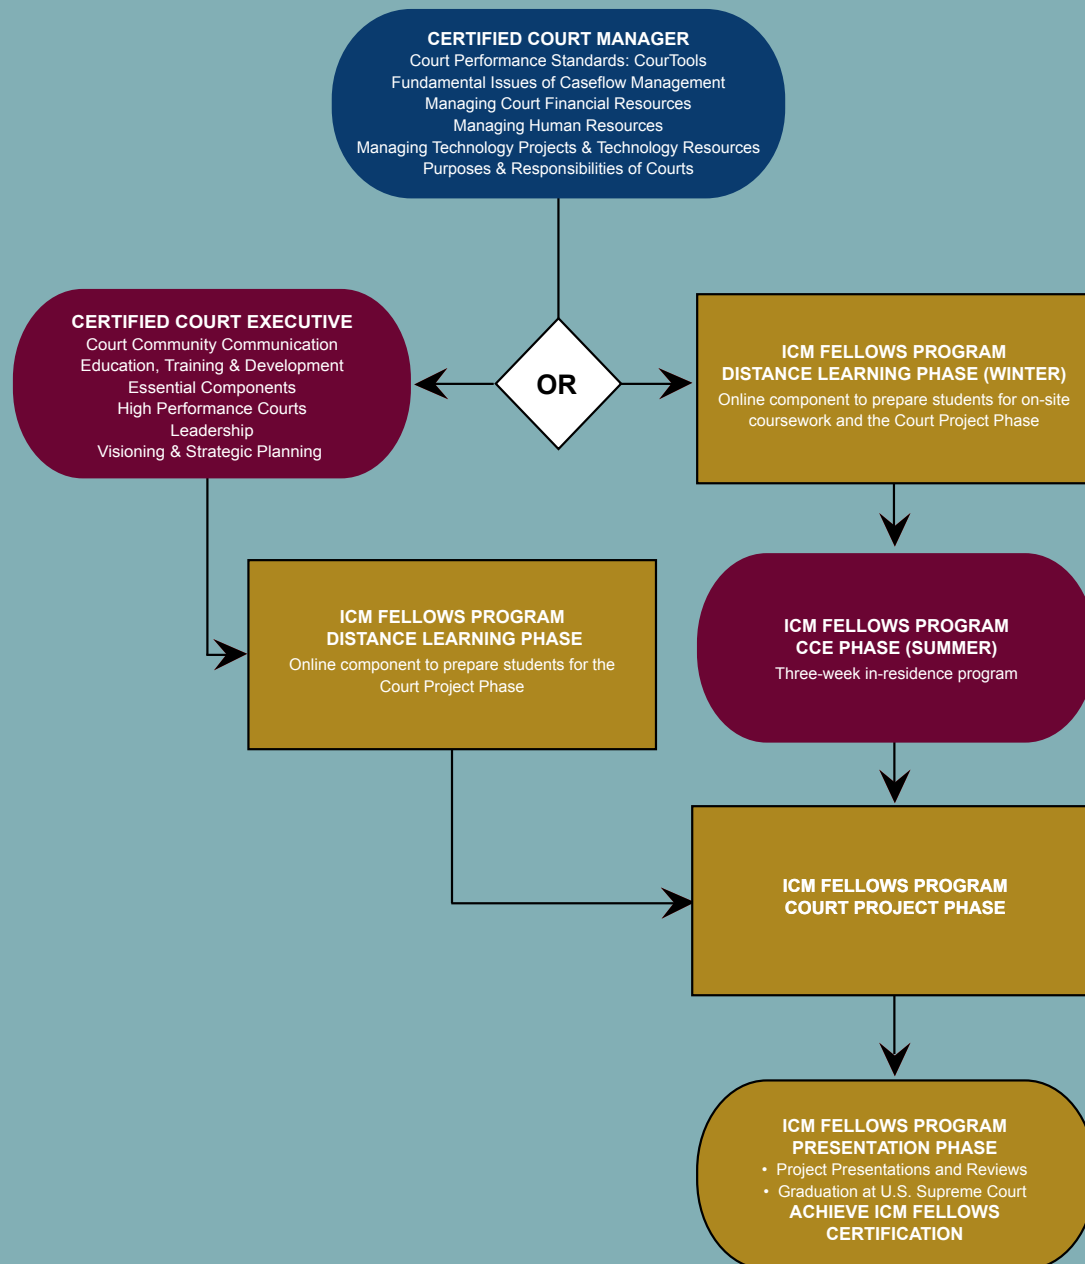 CERTIFIED COURT MANAGER
Court Performance Standards: CourTools
Fundamental Issues of Caseflow Management
Managing Court Financial Resources
Managing Human Resources
Managing Technology Projects & Technology Resources
Purposes & Responsibilities of Courts
CERTIFIED COURT EXECUTIVE
Court Community Communication
Education, Training & Development
Essential Components
High Performance Courts
Leadership
Visioning & Strategic Planning
OR
ICM FELLOWS PROGRAM
DISTANCE LEARNING PHASE (WINTER)
Online component to prepare students for on-site
coursework and the Court Project Phase
ICM FELLOWS PROGRAM
DISTANCE LEARNING PHASE
Online component to prepare students for the
Court Project Phase
ICM FELLOWS PROGRAM
CCE PHASE (SUMMER)
Three-week in-residence program
ICM FELLOWS PROGRAM
COURT PROJECT PHASE
ICM FELLOWS PROGRAM
PRESENTATION PHASE
• Project Presentations and Reviews
• Graduation at U.S. Supreme Court
ACHIEVE ICM FELLOWS
CERTIFICATION